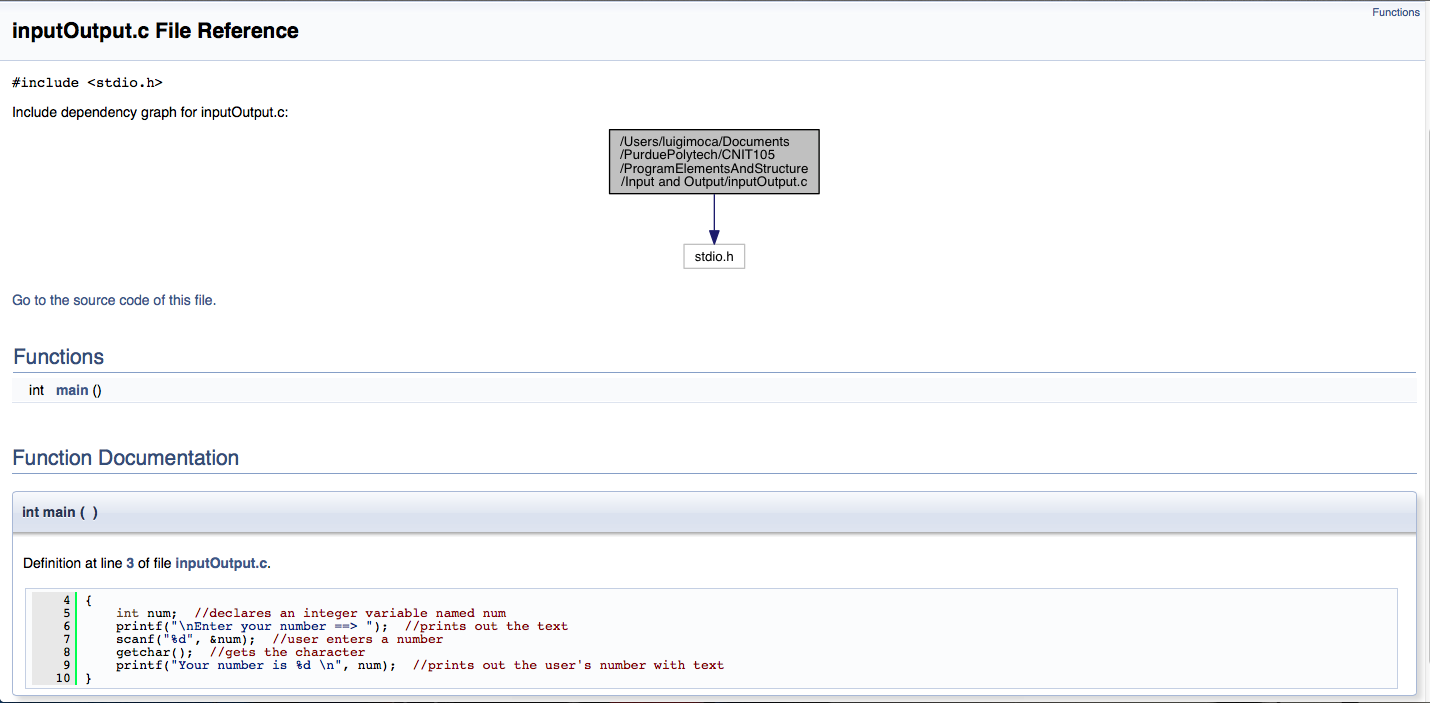 Functions
inputOutput.c File Reference
#include <stdio.h>
Include dependency graph for inputOutput.c:
/Users/luigimoca/Documents
/PurduePolytech/CNIT105
/ProgramElementsAndStructure
/Input and Output/inputOutput.c
stdio.h
Go to the source code of this file.
Functions
int main ()
Function Documentation
int main ( )
Definition at line 3 of file inputOutput.c.
4 {
5 int num; //declares an integer variable named num
6 printf("\nEnter your number ==> "); //prints out the text
7 scanf("%d", &num); //user enters a number
8 getchar(); //gets the character
9 printf("Your number is %d \n", num); //prints out the user's number with text
10 }